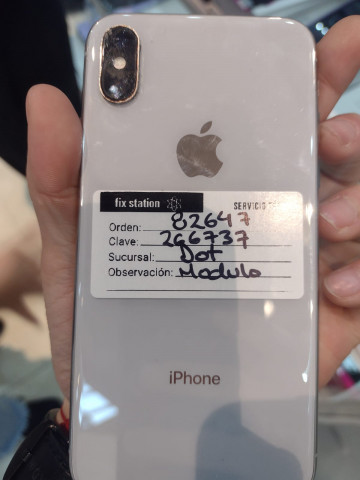 fix station SERVICIO
Orden: 82647
Clave: 266737
Sucursal: Dot
Observación: Modulo
iPhone